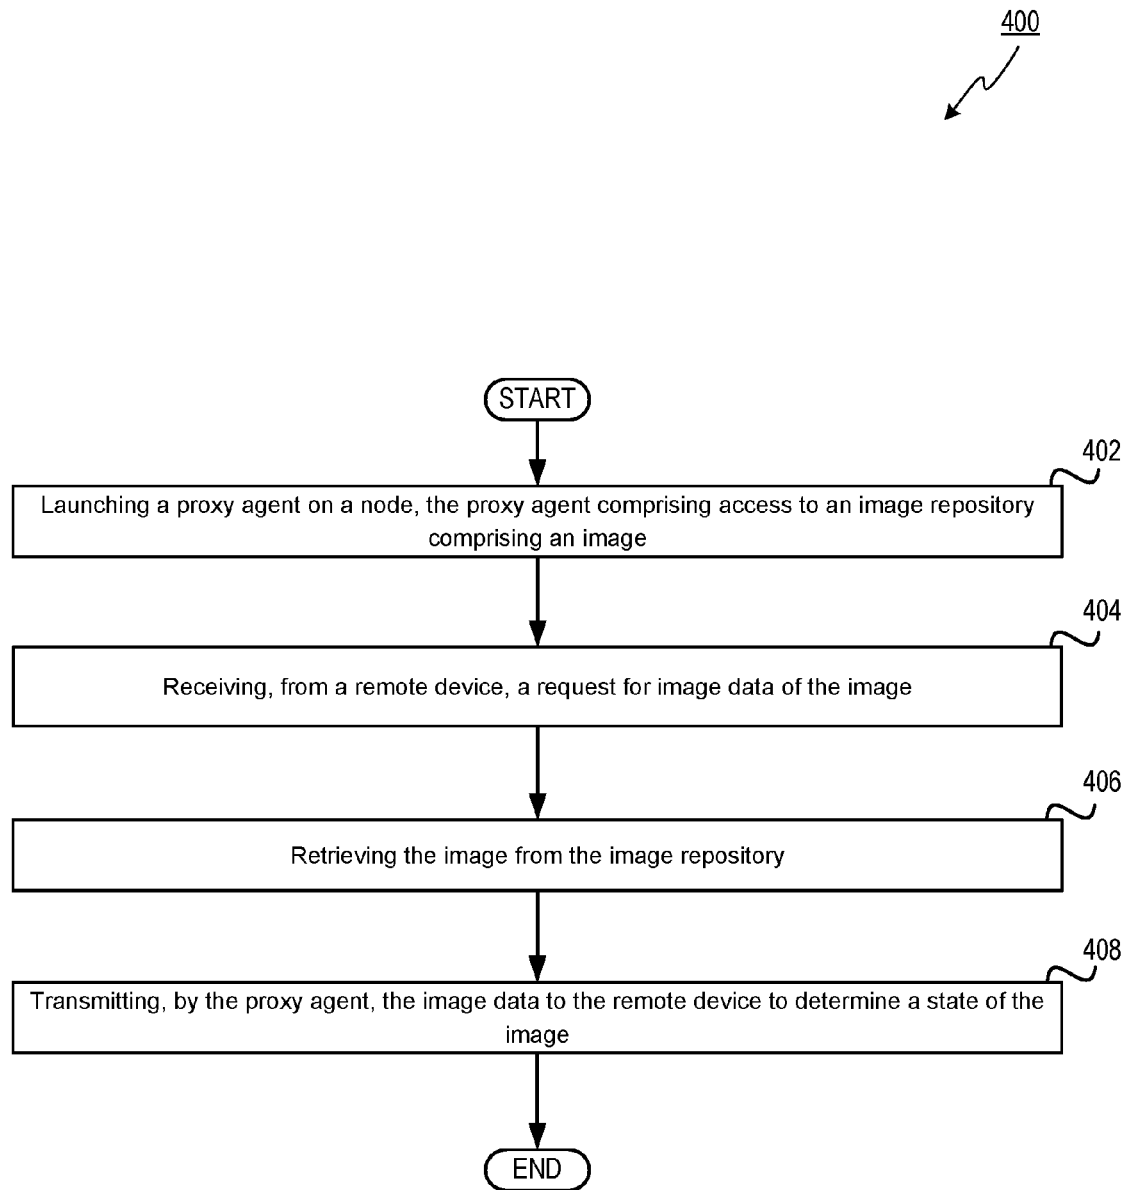 400
START
402
Launching a proxy agent on a node, the proxy agent comprising access to an image repository
comprising an image
404
Receiving, from a remote device, a request for image data of the image
406
Retrieving the image from the image repository
408
Transmitting, by the proxy agent, the image data to the remote device to determine a state of the
image
END